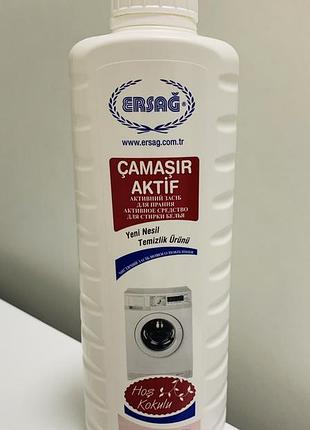 ERSAĞ®
www.ersag.com.tr
ÇAMAŞIR
AKTİF
АКТИВНИЙ ЗАСІБ
ДЛЯ ПРАННЯ
АКТИВНОЕ СРЕДСТВО
ДЛЯ СТИРКИ БЕЛЬЯ
Yeni Nesil
Temizlik Ürünü
Hoş
Kokulu